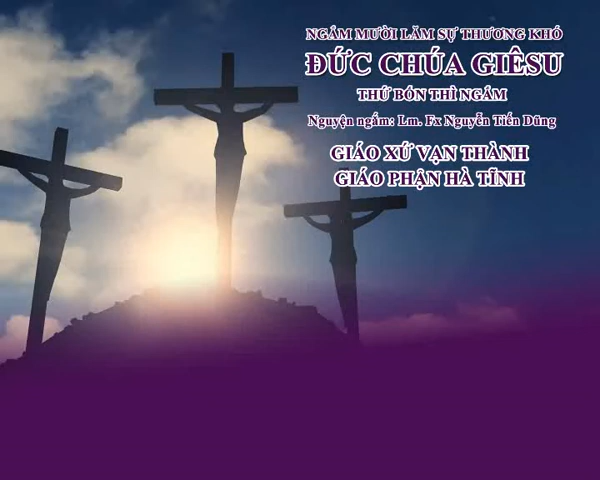 NGẮM MƯỜI LĂM SỰ THƯƠNG KHÓ
ĐỨC CHÚA GIÊSU
THỨ BỐN THÌ NGẮM
Nguyện ngắm: Lm. Fx Nguyễn Tiến Dũng
GIÁO XỨ VẠN THÀNH
GIÁO PHẬN HÀ TĨNH